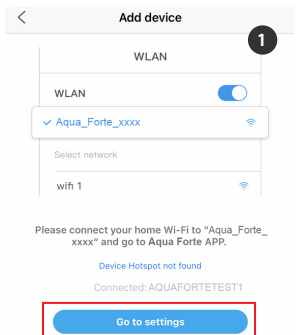 Add device
1
WLAN
WLAN
Aqua_Forte_xxxx
Select network
wifi 1
Please connect your home Wi-Fi to “Aqua_Forte_
xxxx“ and go to Aqua Forte APP.
Device Hotspot not found
Connected: AQUAFORTETEST1
Go to settings